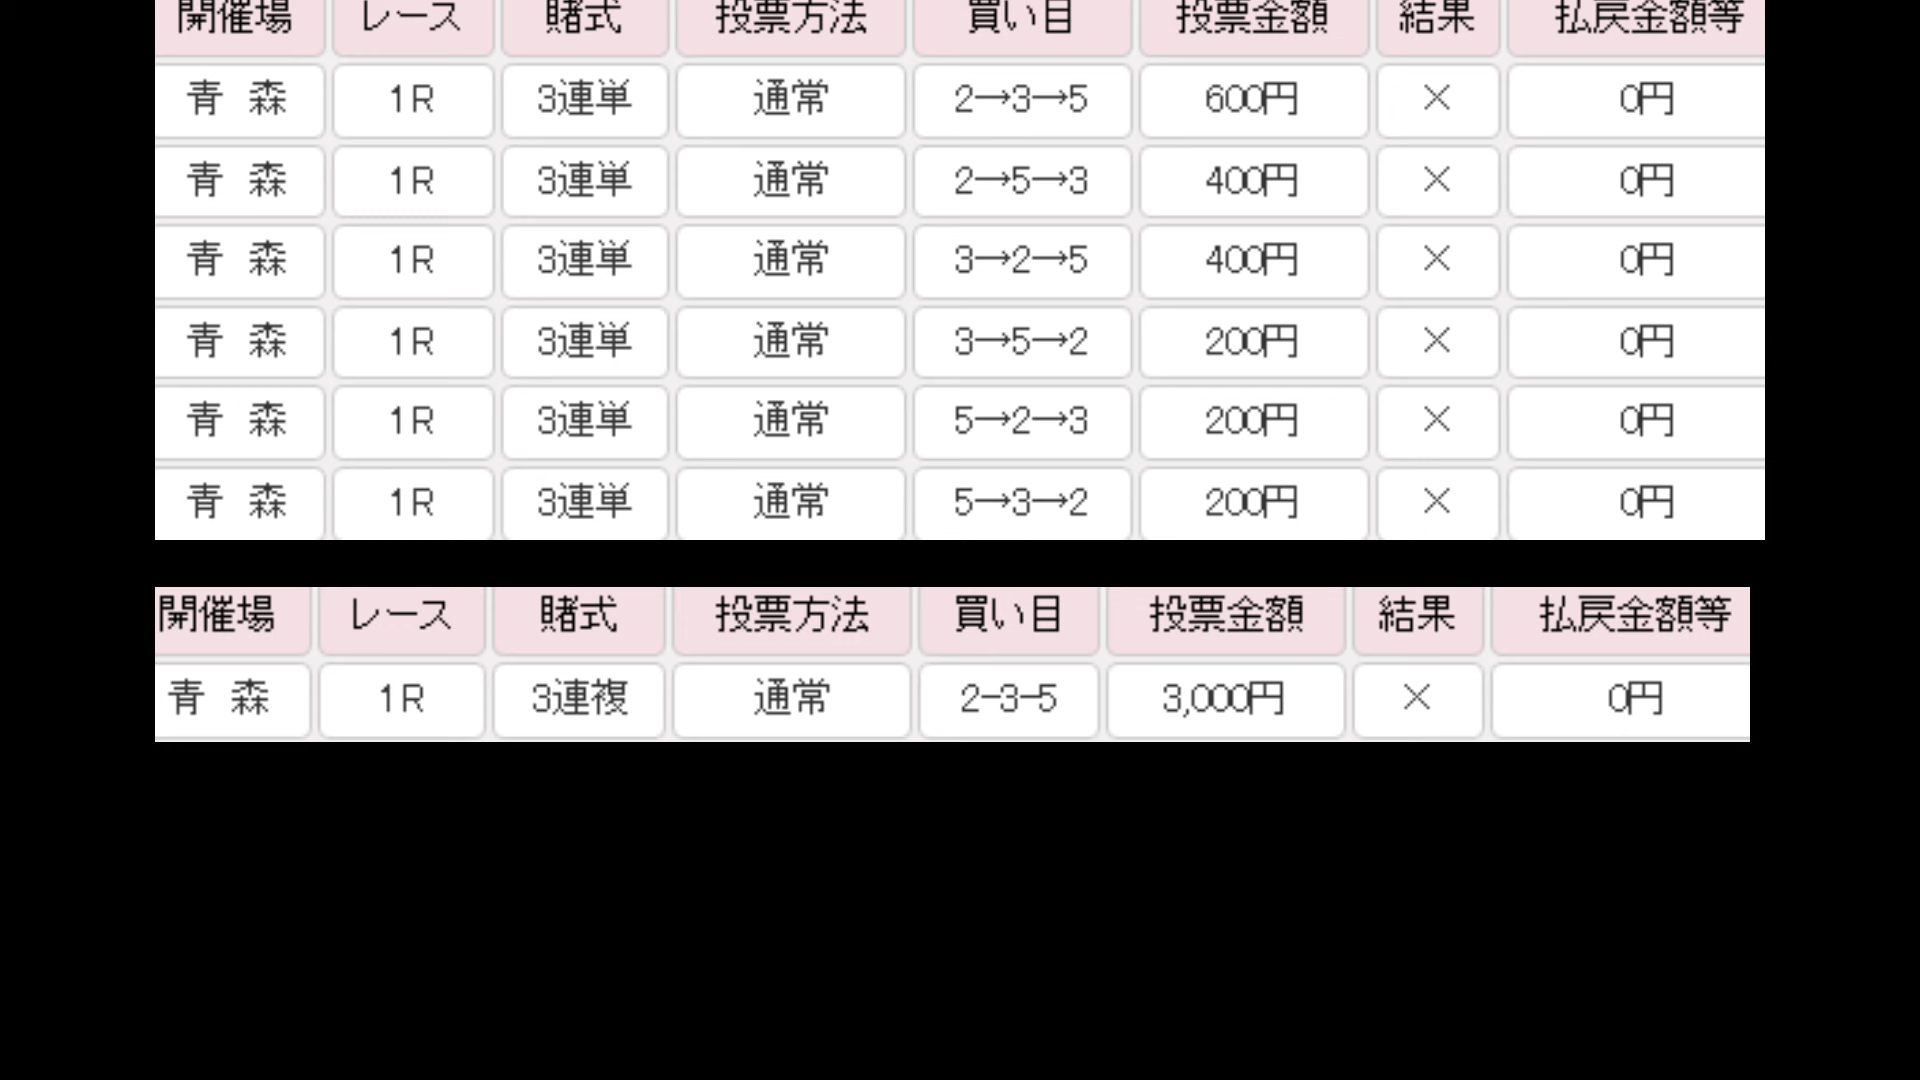 開催場 レース 賭式 投票方法 買い目 投票金額 結果 払戻金額等
青 森 1R 3連単 通常 2→3→5 600円 × 0円
青 森 1R 3連単 通常 2→5→3 400円 × 0円
青 森 1R 3連単 通常 3→2→5 400円 × 0円
青 森 1R 3連単 通常 3→5→2 200円 × 0円
青 森 1R 3連単 通常 5→2→3 200円 × 0円
青 森 1R 3連単 通常 5→3→2 200円 × 0円
開催場 レース 賭式 投票方法 買い目 投票金額 結果 払戻金額等
青 森 1R 3連複 通常 2-3-5 3,000円 × 0円